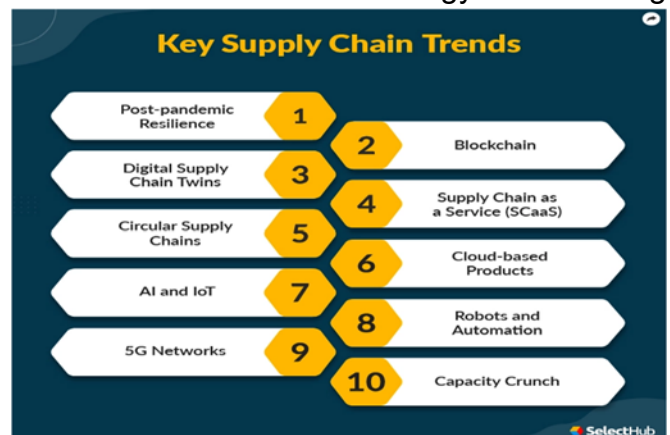 Key Supply Chain Trends
Post-pandemic
Resilience
1
2
Blockchain
Digital Supply
Chain Twins
3
4
Supply Chain as
a Service (SCaaS)
Circular Supply
Chains
5
6
Cloud-based
Products
AI and IoT
7
8
Robots and
Automation
5G Networks
9
10
Capacity Crunch
SelectHub